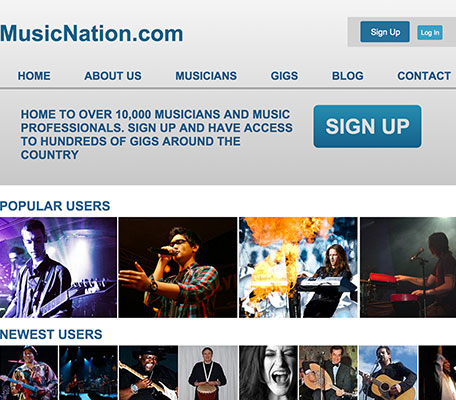 MusicNation.com
Sign Up
Log In
HOME
ABOUT US
MUSICIANS
GIGS
BLOG
CONTACT
HOME TO OVER 10,000 MUSICIANS AND MUSIC
PROFESSIONALS. SIGN UP AND HAVE ACCESS
TO HUNDREDS OF GIGS AROUND THE
COUNTRY
SIGN UP
POPULAR USERS
NEWEST USERS